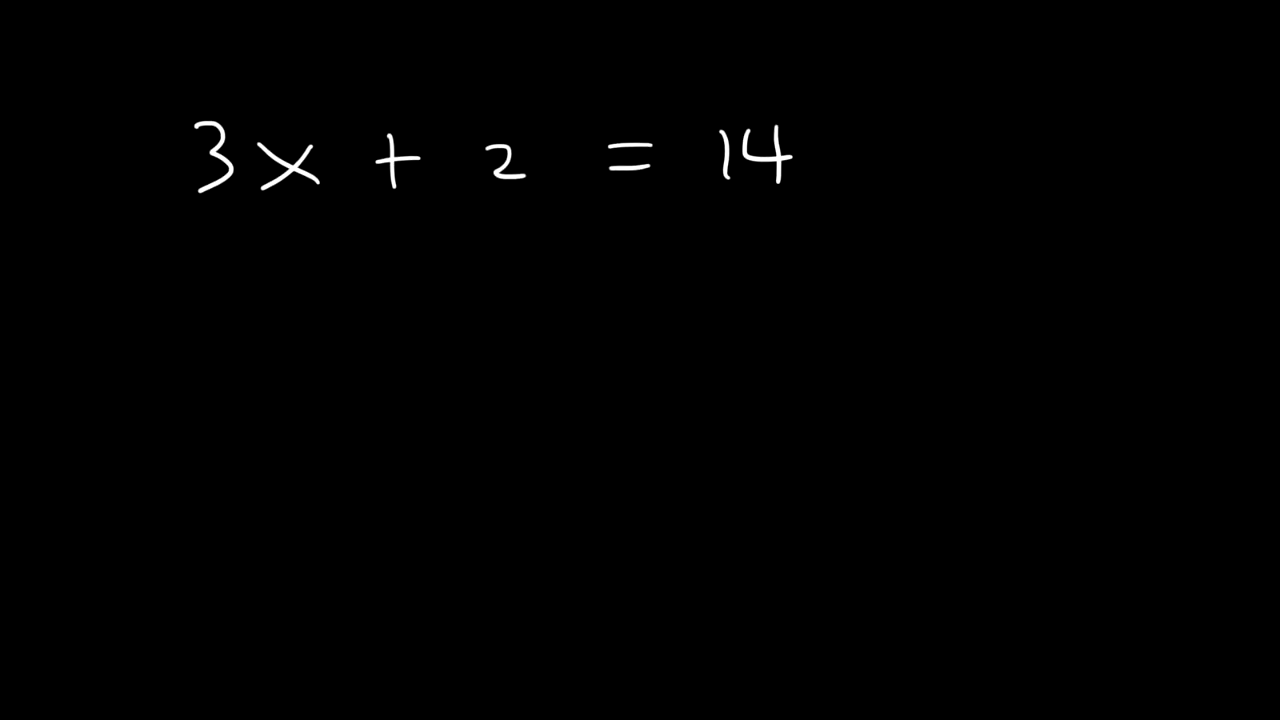 3x + 2 = 14